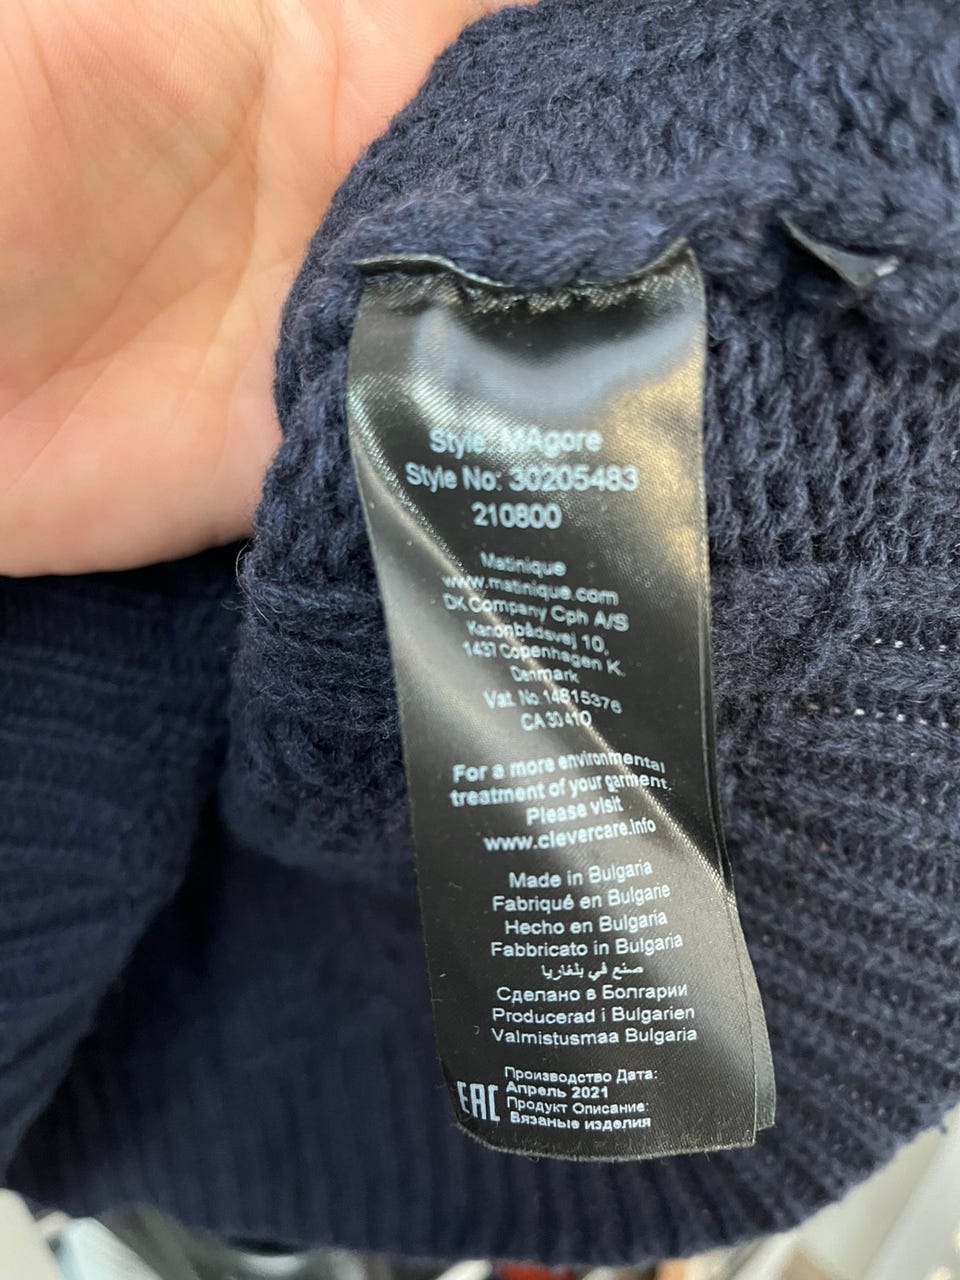 Style: MAgore
Style No: 30205483
210800
Matinique
www.matinique.com
DK Company Cph A/S
Kanonbådsvej 10,
1437 Copenhagen K.
Denmark
Vat. No. 14815376
CA 30410
For a more environmental
treatment of your garment.
Please visit
www.clevercare.info
Made in Bulgaria
Fabriqué en Bulgarie
Hecho en Bulgaria
Fabbricato in Bulgaria
صنع في بلغاريا
Сделано в Болгарии
Producerad i Bulgarien
Valmistusmaa Bulgaria
Производство Дата:
Апрель 2021
EAC Продукт Описание:
Вязаные изделия